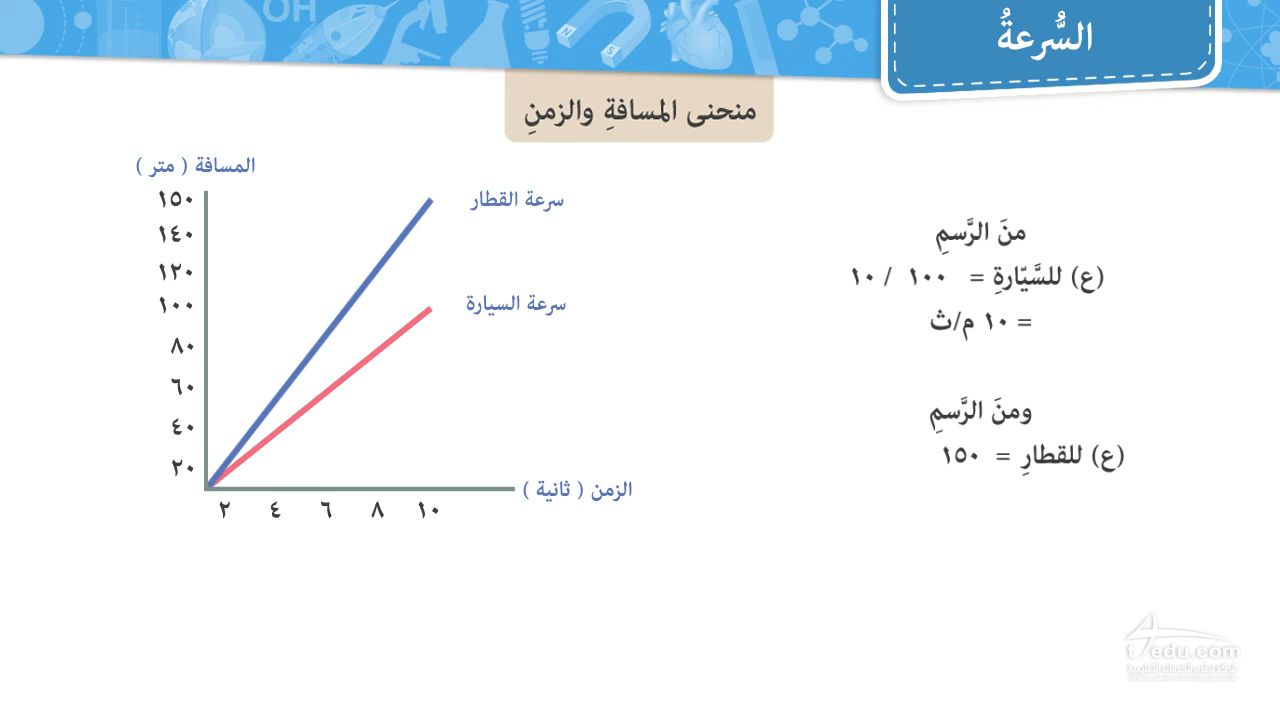 السُّرعةُ
OH
N
S
منحنى المسافةِ والزمنِ
المسافة ( متر )
١٥٠
١٤٠
١٢٠
١٠٠
٨٠
٦٠
٤٠
٢٠
سرعة القطار
سرعة السيارة
الزمن ( ثانية )
٢ ٤ ٦ ٨ ١٠
منَ الرَّسمِ
(ع) للسَّيّارةِ = ١٠٠ / ١٠
= ١٠ م/ث
ومنَ الرَّسمِ
(ع) للقطارِ = ١٥٠
t4edu.com